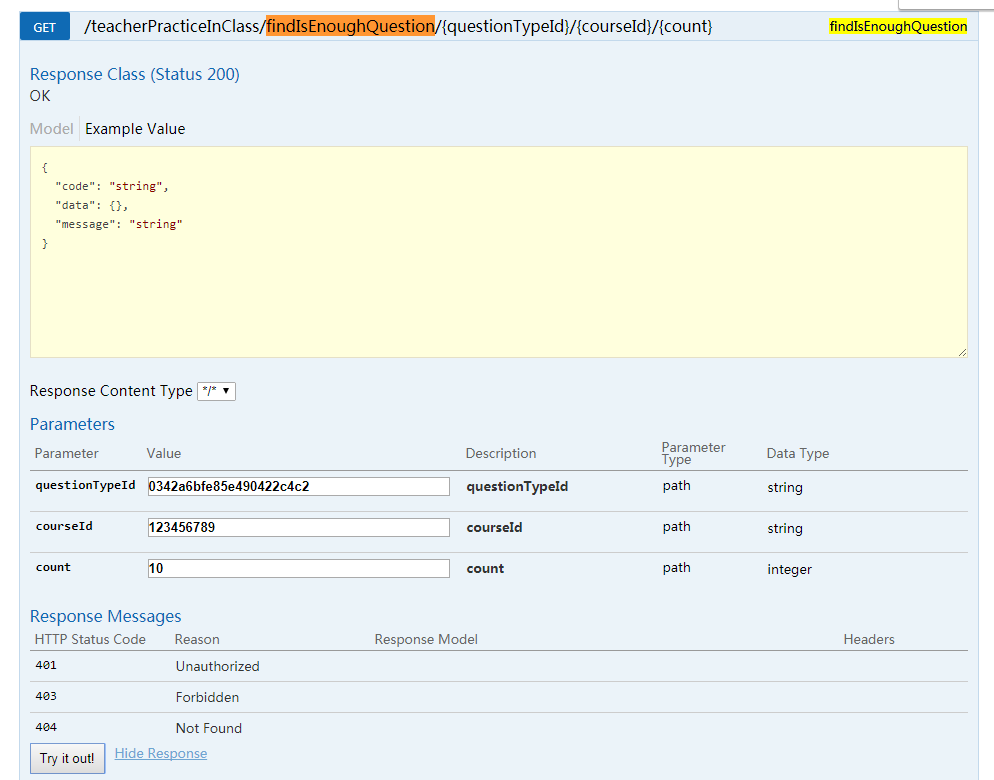 GET /teacherPracticeInClass/findIsEnoughQuestion/{questionTypeId}/{courseId}/{count} findIsEnoughQuestion
Response Class (Status 200)
OK
Model Example Value
{
"code": "string",
"data": {},
"message": "string"
}
Response Content Type */* ▼
Parameters
Parameter Value Description Parameter Type Data Type
questionTypeId 0342a6bfe85e490422c4c2 questionTypeId path string
courseId 123456789 courseId path string
count 10 count path integer
Response Messages
HTTP Status Code Reason Response Model Headers
401 Unauthorized
403 Forbidden
404 Not Found
Try it out! Hide Response